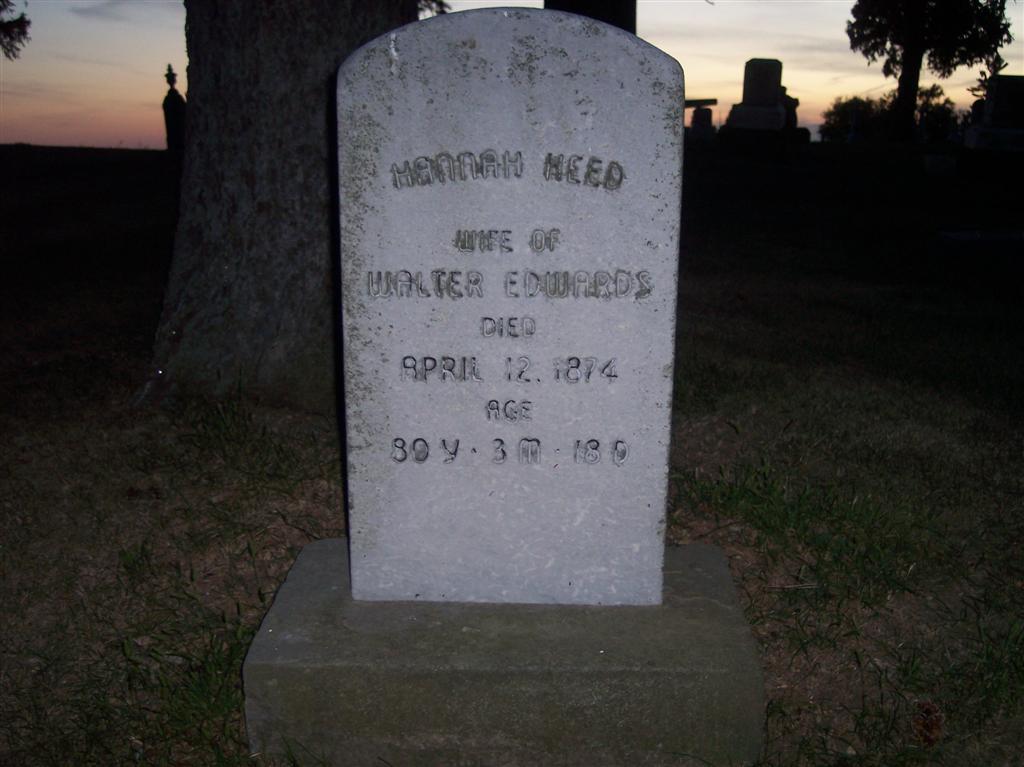 HANNAH HEED
WIFE OF
WALTER EDWARDS
DIED
APRIL 12, 1874
AGE
80 Y · 3 M · 18 D